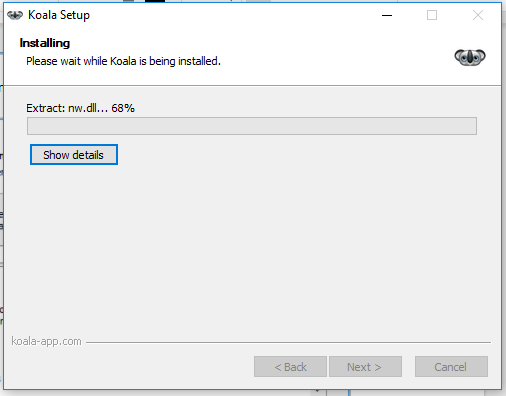 Koala Setup
Installing
Please wait while Koala is being installed.
Extract: nw.dll... 68%
Show details
koala-app.com
< Back
Next >
Cancel